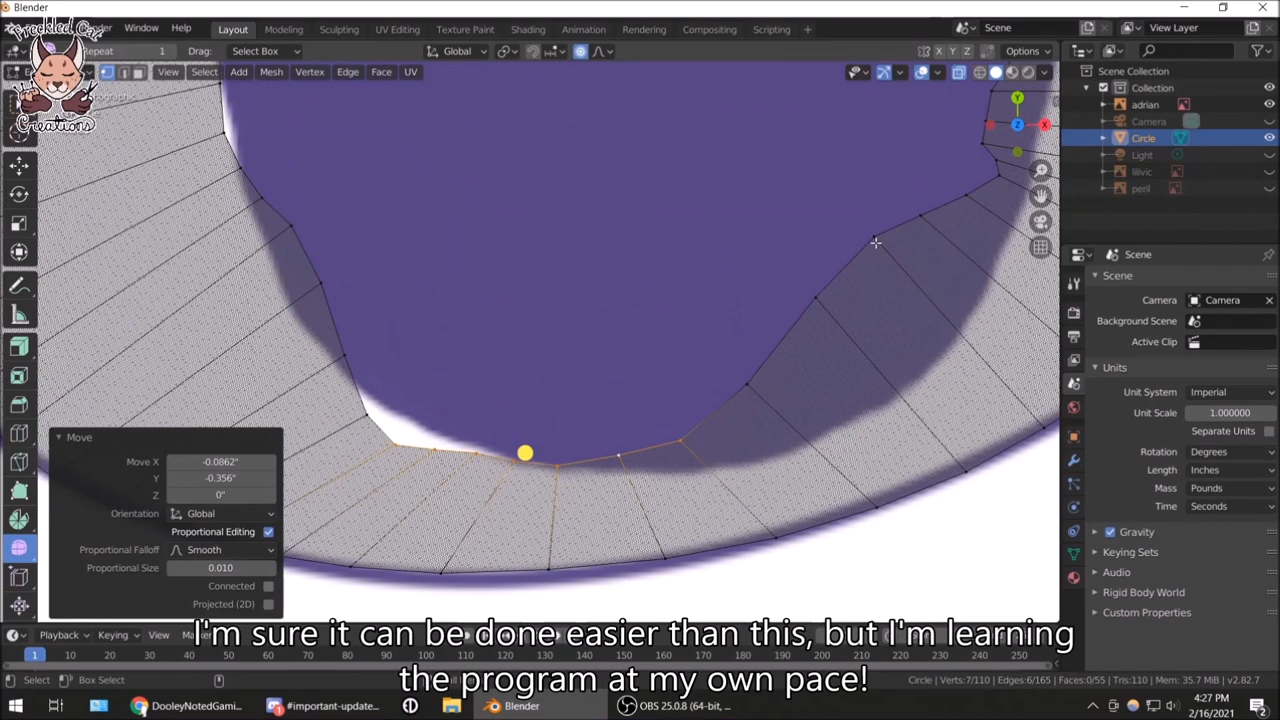 Blender
Freckled Cat
Creations
Window Help
Layout Modeling Sculpting UV Editing Texture Paint Shading Animation Rendering Compositing Scripting +
Scene
View Layer
Repeat 1 Drag: Select Box
Global
X Y Z
Options
View Select Add Mesh Vertex Edge Face UV
Scene Collection
Collection
adrian
Camera
Circle
Light
lilivic
peril
Y
Z
X
Scene
Scene
Camera Camera
Background Scene
Active Clip
Units
Unit System Imperial
Unit Scale 1.000000
Separate Units
Rotation Degrees
Length Inches
Mass Pounds
Time Seconds
Gravity
Keying Sets
Audio
Rigid Body World
Custom Properties
Move
Move X -0.0862"
Y -0.356"
Z 0"
Orientation Global
Proportional Editing
Proportional Falloff Smooth
Proportional Size 0.010
Connected
Projected (2D)
I'm sure it can be done easier than this, but I'm learning
the program at my own pace!
Playback Keying View Marker
1 10 20 30 40 50 60 70 80 90 100 110 120 130 140 150 160 170 180 190 200 210 220 230 240 250
Select Box Select
Circle | Verts:7/110 | Edges:6/165 | Faces:0/55 | Tris:110 | Mem: 35.7 MiB | v2.82.7
DooleyNotedGami... #important-update... Blender OBS 25.0.8 (64-bit, ...
4:27 PM
2/16/2021
2